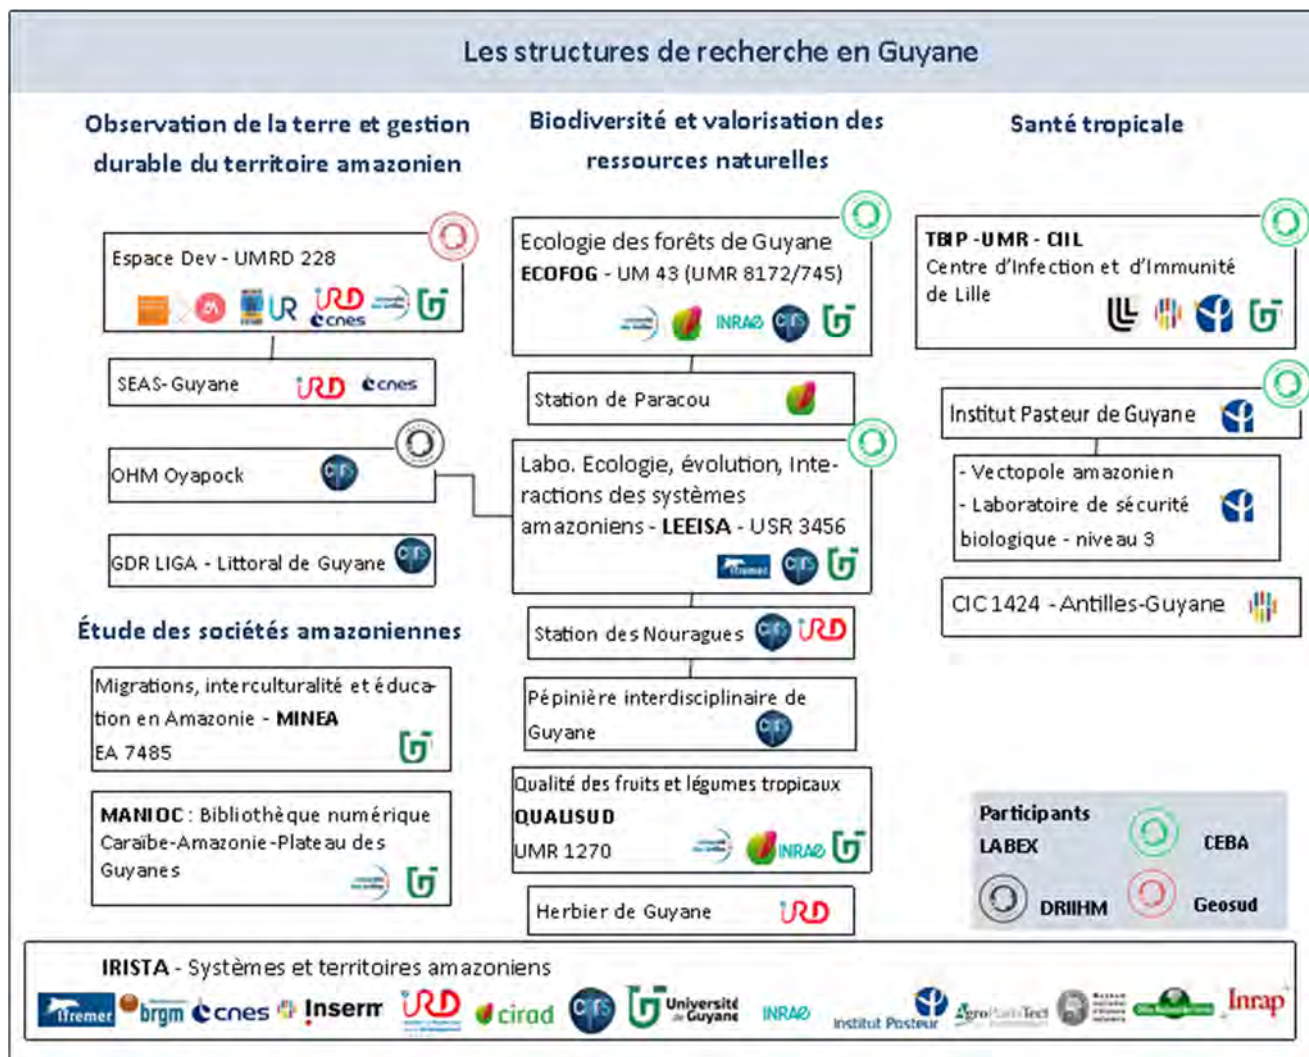 Les structures de recherche en Guyane
Observation de la terre et gestion
durable du territoire amazonien
Espace Dev - UMRD 228
UR
IRD
cnes
SEAS-Guyane
IRD
cnes
OHM Oyapock
cnrs
GDR LIGA - Littoral de Guyane
cnrs
Étude des sociétés amazoniennes
Migrations, interculturalité et éduca-
tion en Amazonie - MINEA
EA 7485
MANIOC : Bibliothèque numérique
Caraïbe-Amazonie-Plateau des
Guyanes
Biodiversité et valorisation des
ressources naturelles
Ecologie des forêts de Guyane
ECOFOG - UM 43 (UMR 8172/745)
INRAE
cnrs
Station de Paracou
Labo. Ecologie, évolution, Inte-
ractions des systèmes
amazoniens - LEEISA - USR 3456
Ifremer
cnrs
Station des Nouragues
cnrs
IRD
Pépinière interdisciplinaire de
Guyane
cnrs
Qualité des fruits et légumes tropicaux
QUALISUD
UMR 1270
INRAE
Herbier de Guyane
IRD
Santé tropicale
TBIP -UMR - CIIL
Centre d'Infection et d'Immunité
de Lille
Institut Pasteur de Guyane
- Vectopole amazonien
- Laboratoire de sécurité
biologique - niveau 3
CIC 1424 - Antilles-Guyane
Participants
LABEX
CEBA
DRIIHM
Geosud
IRISTA - Systèmes et territoires amazoniens
Ifremer
brgm
cnes
Inserm
IRD
cirad
cnrs
Université
de Guyane
INRAE
Institut Pasteur
AgroParisTech
Inrap